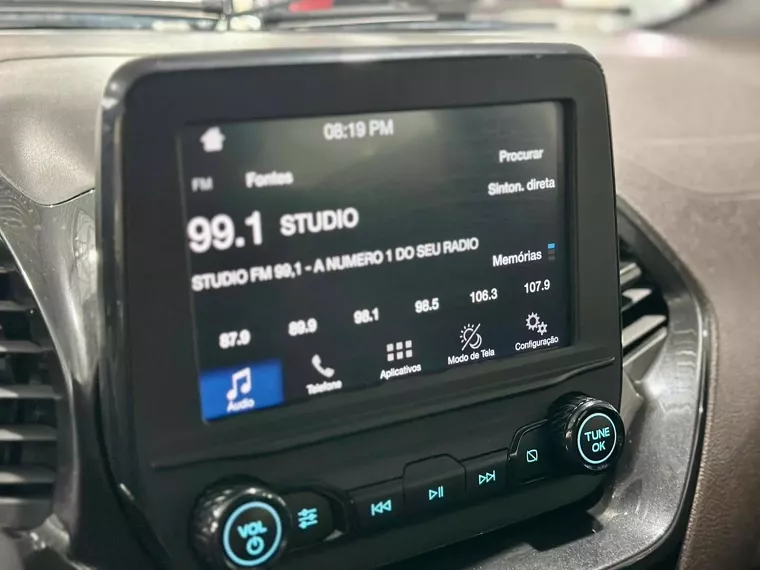 08:19 PM
FM Fontes Procurar
99.1 STUDIO Sinton. direta
STUDIO FM 99,1 - A NUMERO 1 DO SEU RADIO Memórias
87.9 89.9 98.1 98.5 106.3 107.9
Áudio Telefone Aplicativos Modo de Tela Configuração
VOL
TUNE
OK